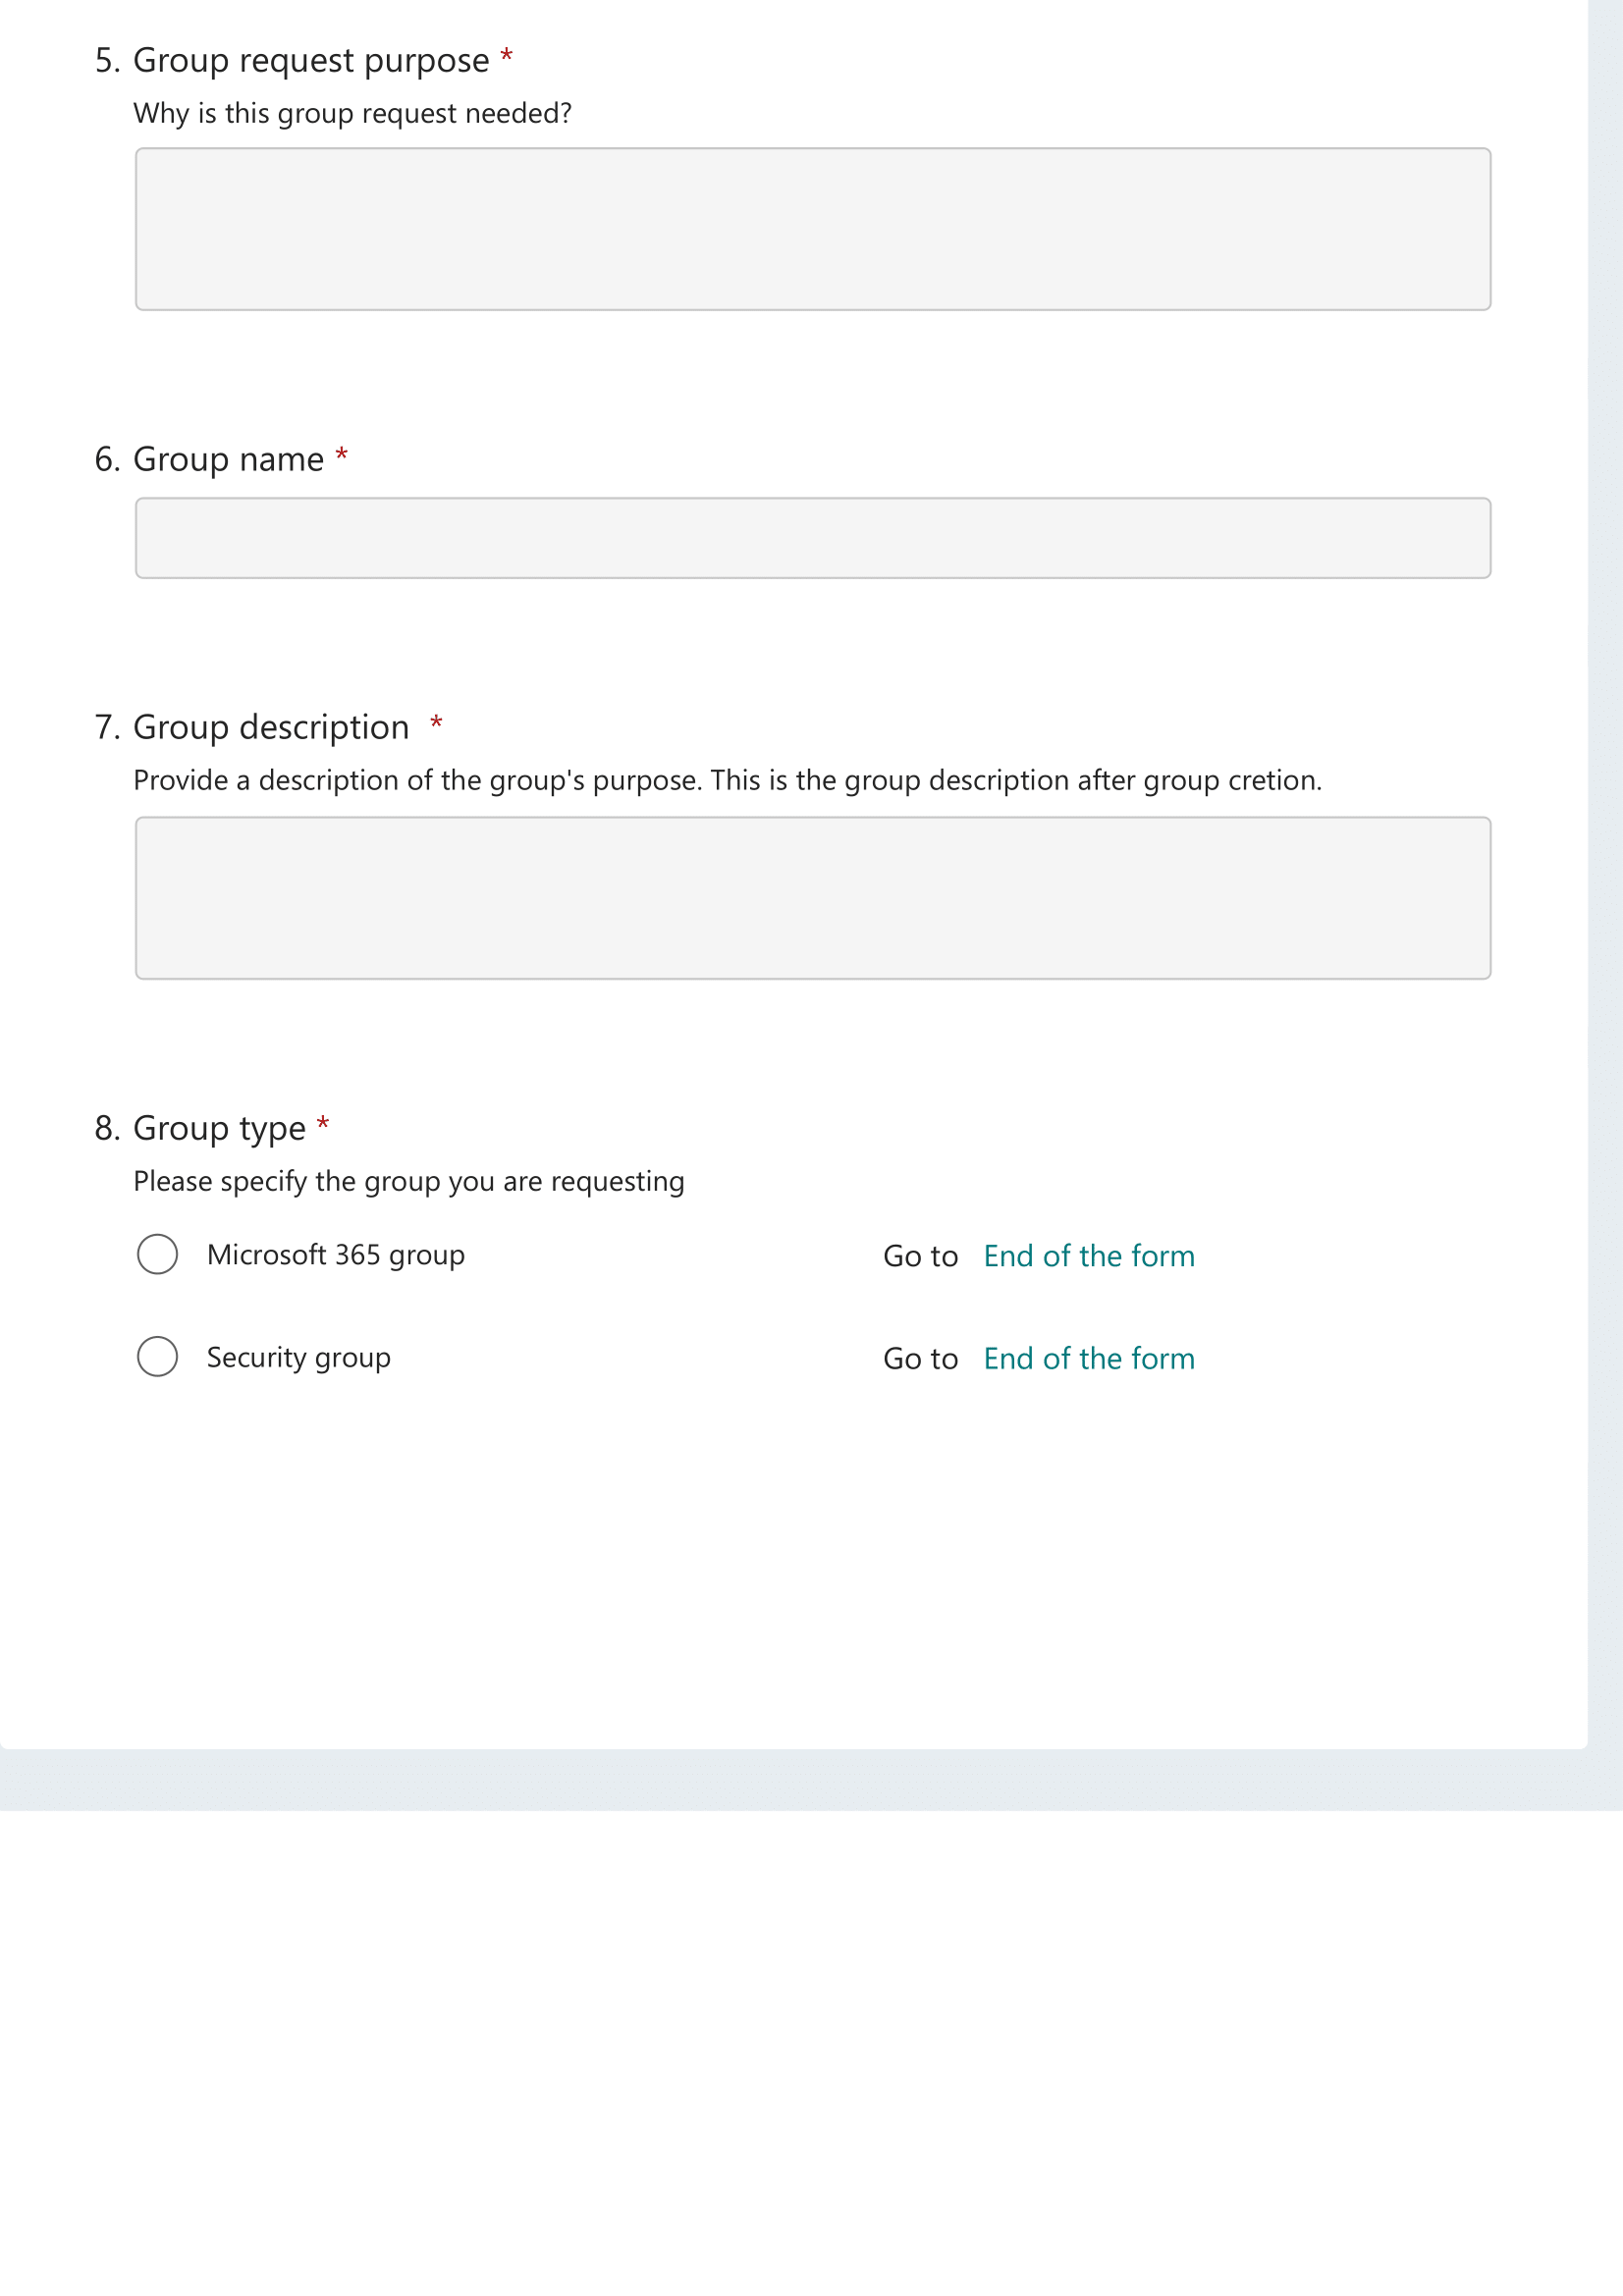 5. Group request purpose *
Why is this group request needed?
6. Group name *
7. Group description *
Provide a description of the group's purpose. This is the group description after group cretion.
8. Group type *
Please specify the group you are requesting
Microsoft 365 group Go to End of the form
Security group Go to End of the form